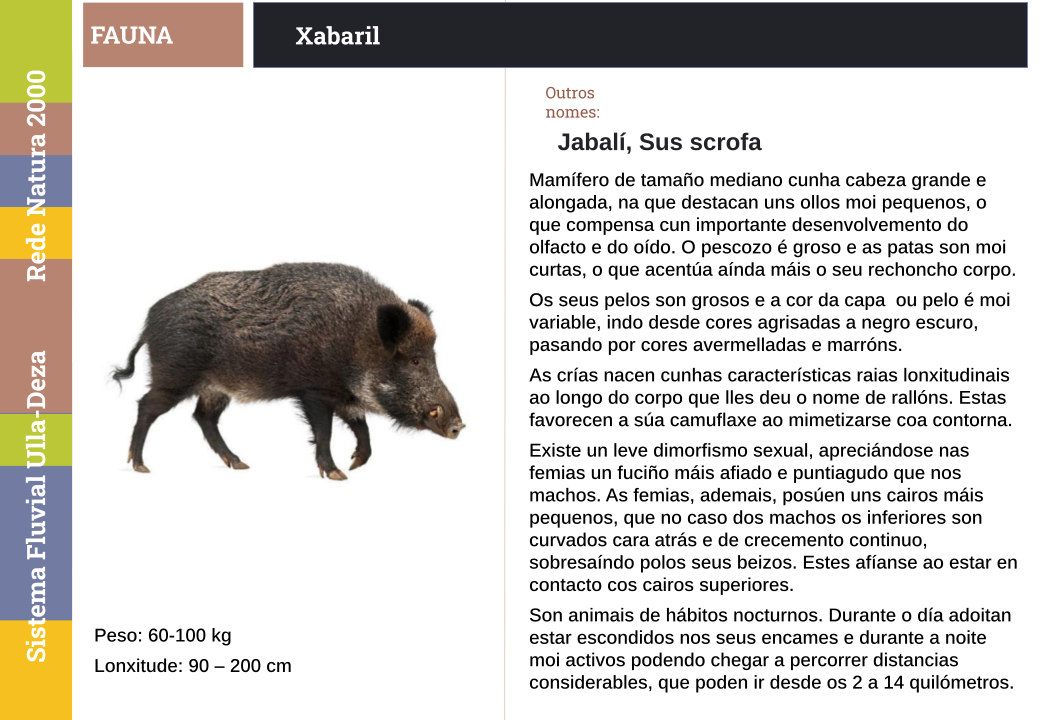 FAUNA
Xabaril
Rede Natura 2000
Sistema Fluvial Ulla-Deza
Outros
nomes:
Jabalí, Sus scrofa
Mamífero de tamaño mediano cunha cabeza grande e
alongada, na que destacan uns ollos moi pequenos, o
que compensa cun importante desenvolvemento do
olfacto e do oído. O pescozo é groso e as patas son moi
curtas, o que acentúa aínda máis o seu rechoncho corpo.
Os seus pelos son grosos e a cor da capa  ou pelo é moi
variable, indo desde cores agrisadas a negro escuro,
pasando por cores avermelladas e marróns.
As crías nacen cunhas características raias lonxitudinais
ao longo do corpo que lles deu o nome de rallóns. Estas
favorecen a súa camuflaxe ao mimetizarse coa contorna.
Existe un leve dimorfismo sexual, apreciándose nas
femias un fuciño máis afiado e puntiagudo que nos
machos. As femias, ademais, posúen uns cairos máis
pequenos, que no caso dos machos os inferiores son
curvados cara atrás e de crecemento continuo,
sobresaíndo polos seus beizos. Estes afíanse ao estar en
contacto cos cairos superiores.
Son animais de hábitos nocturnos. Durante o día adoitan
estar escondidos nos seus encames e durante a noite
moi activos podendo chegar a percorrer distancias
considerables, que poden ir desde os 2 a 14 quilómetros.
Peso: 60-100 kg
Lonxitude: 90 – 200 cm